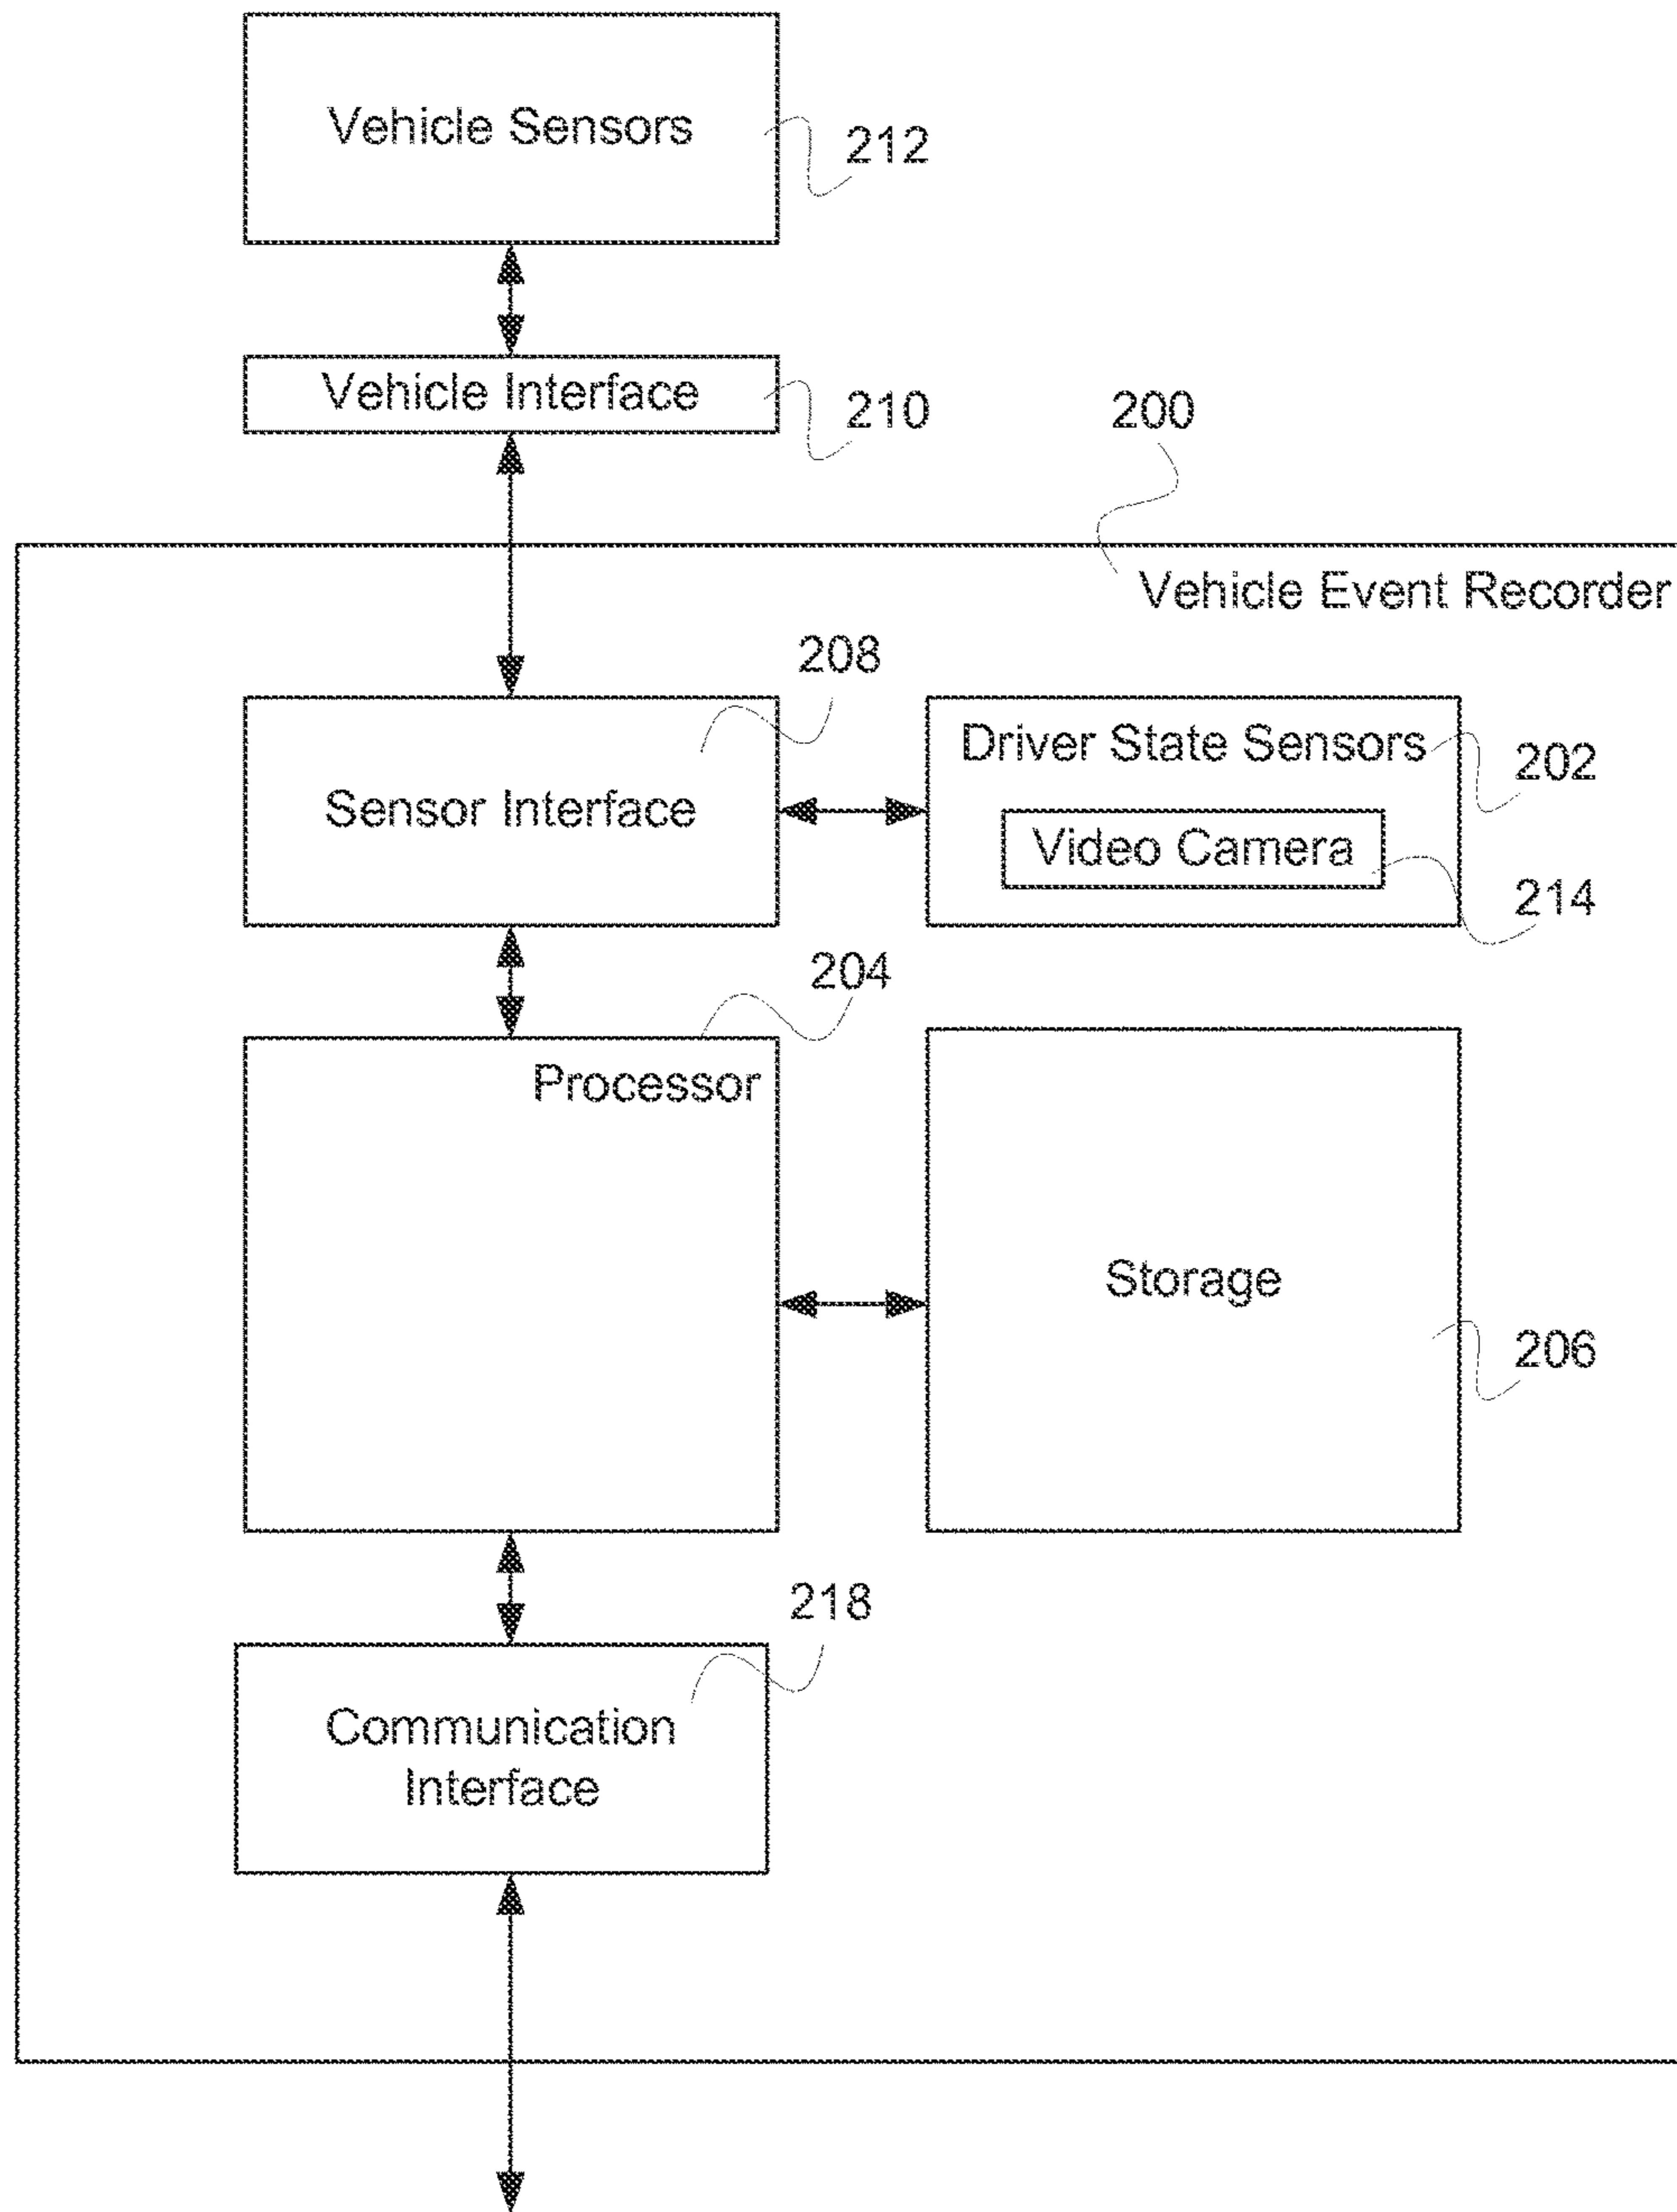 Vehicle Sensors
212
Vehicle Interface
210
200
Vehicle Event Recorder
208
Sensor Interface
Driver State Sensors
202
Video Camera
214
204
Processor
Storage
206
218
Communication
Interface